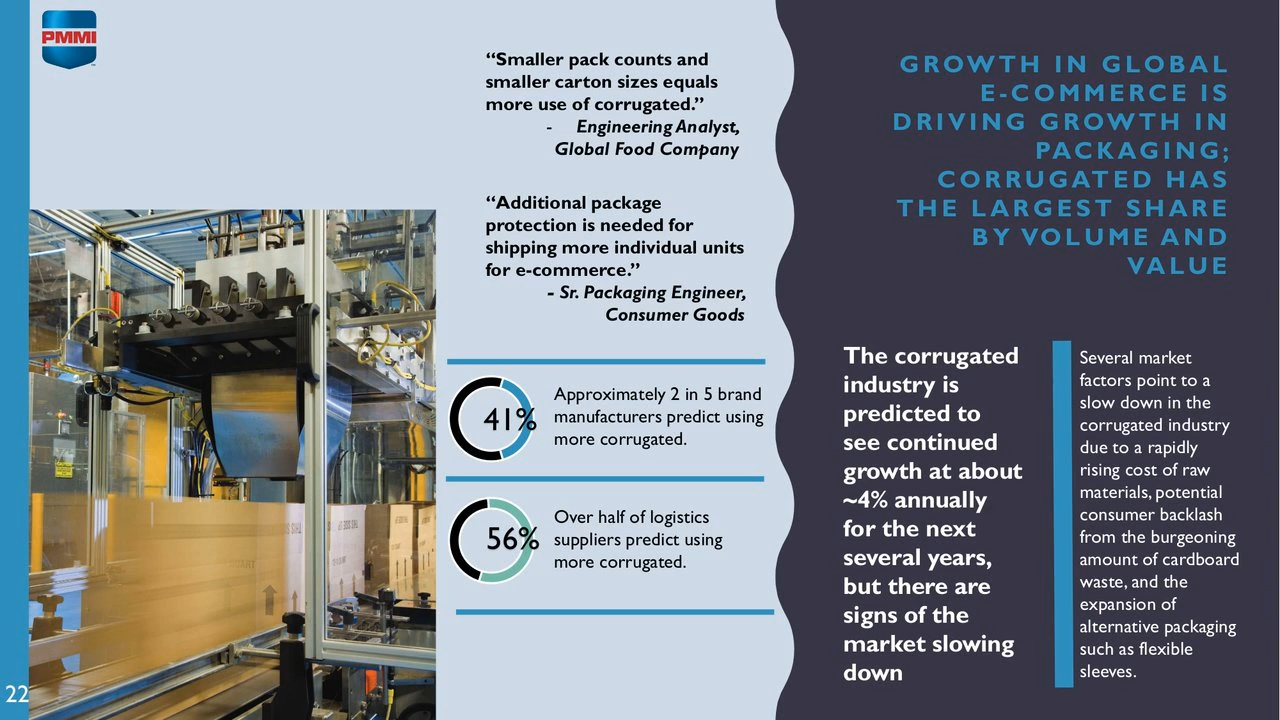 PMMI
“Smaller pack counts and
smaller carton sizes equals
more use of corrugated.”
- Engineering Analyst,
Global Food Company
“Additional package
protection is needed for
shipping more individual units
for e-commerce.”
- Sr. Packaging Engineer,
Consumer Goods
41%
Approximately 2 in 5 brand
manufacturers predict using
more corrugated.
56%
Over half of logistics
suppliers predict using
more corrugated.
GROWTH IN GLOBAL
E-COMMERCE IS
DRIVING GROWTH IN
PACKAGING;
CORRUGATED HAS
THE LARGEST SHARE
BY VOLUME AND
VALUE
The corrugated
industry is
predicted to
see continued
growth at about
~4% annually
for the next
several years,
but there are
signs of the
market slowing
down
Several market
factors point to a
slow down in the
corrugated industry
due to a rapidly
rising cost of raw
materials, potential
consumer backlash
from the burgeoning
amount of cardboard
waste, and the
expansion of
alternative packaging
such as flexible
sleeves.
22